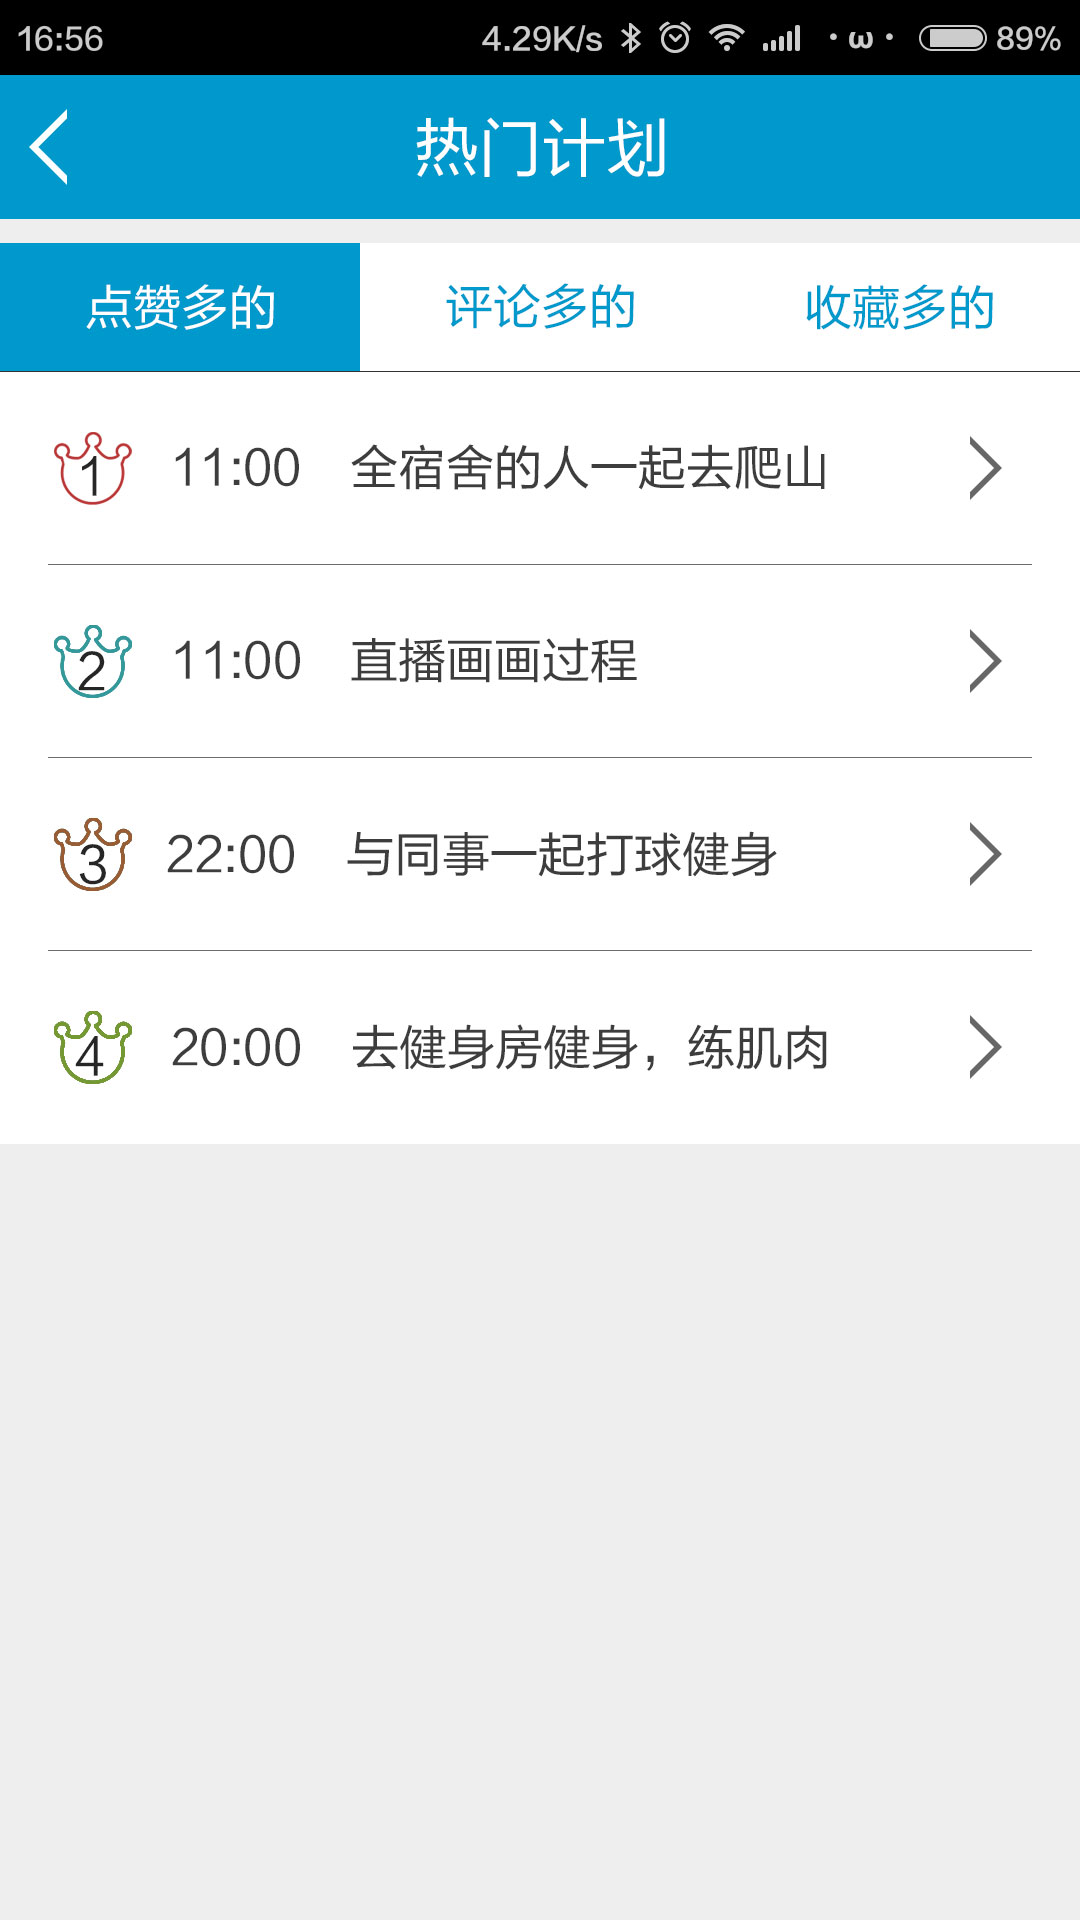 16:56 4.29K/s ·ω· 89%
热门计划
点赞多的 评论多的 收藏多的
1 11:00 全宿舍的人一起去爬山
2 11:00 直播画画过程
3 22:00 与同事一起打球健身
4 20:00 去健身房健身，练肌肉